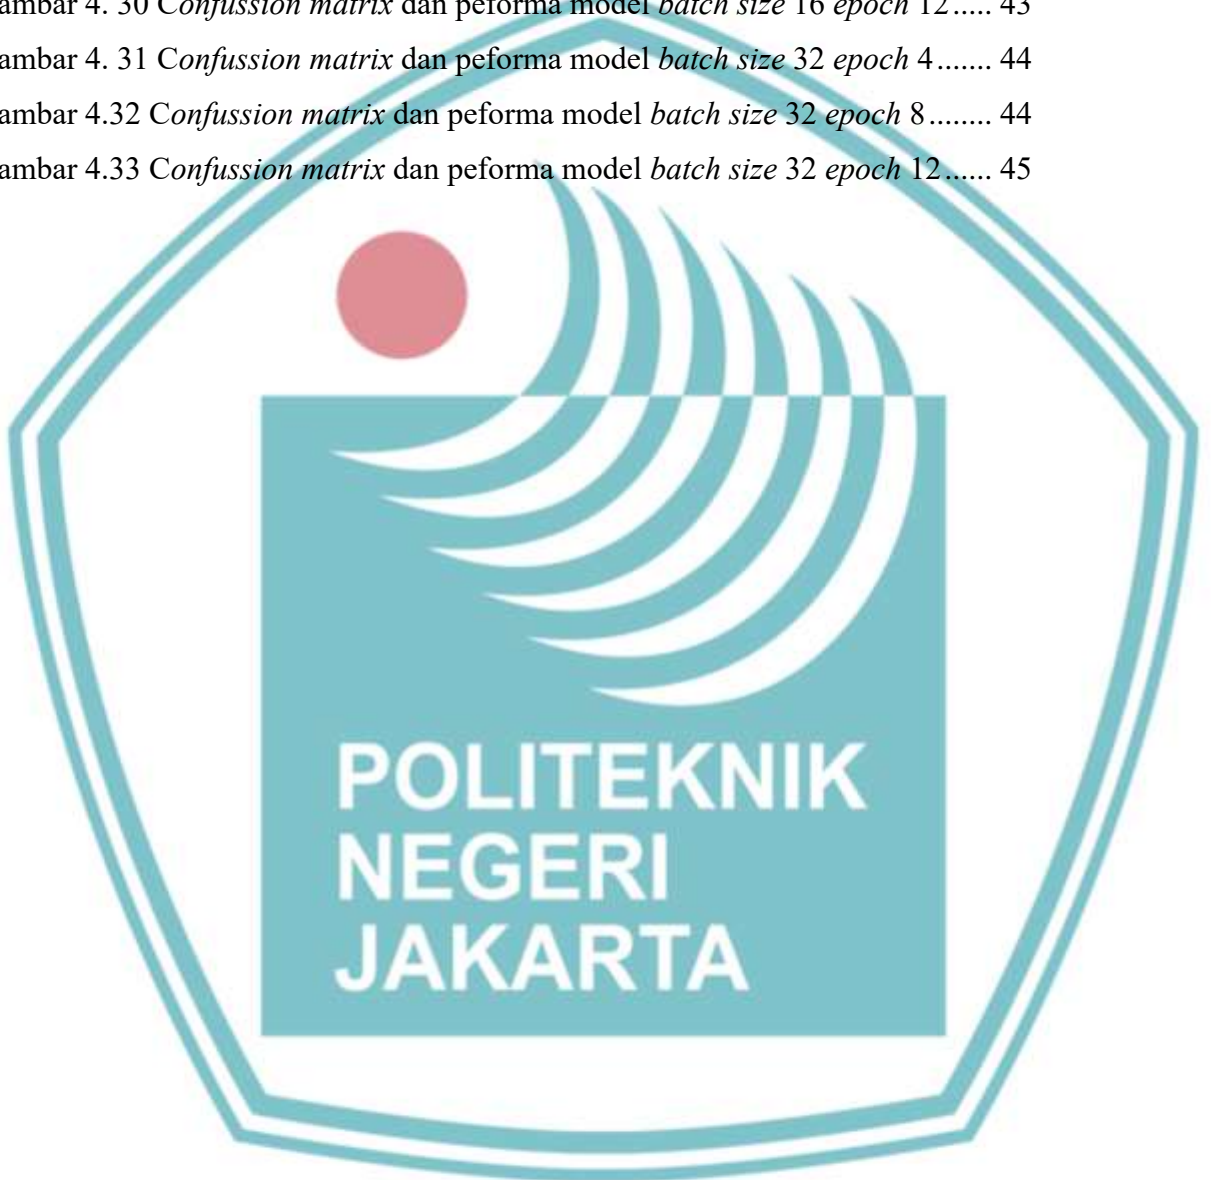 ambar 4. 30 Confussion matrix dan peforma model batch size 16 epoch 12..... 43
ambar 4. 31 Confussion matrix dan peforma model batch size 32 epoch 4....... 44
ambar 4.32 Confussion matrix dan peforma model batch size 32 epoch 8........ 44
ambar 4.33 Confussion matrix dan peforma model batch size 32 epoch 12...... 45
POLITEKNIK
NEGERI
JAKARTA